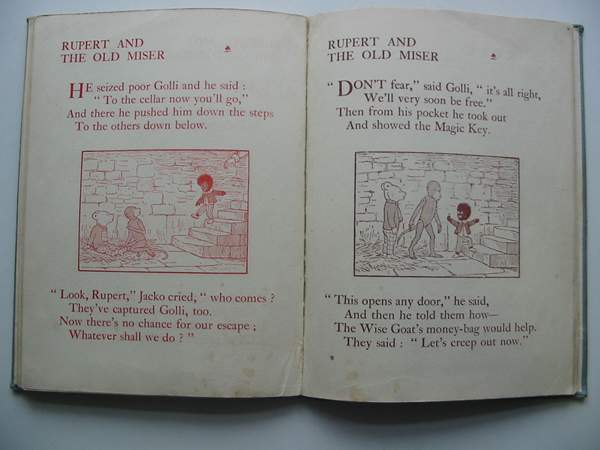 RUPERT AND
THE OLD MISER
HE seized poor Golli and he said :
" To the cellar now you'll go,"
And there he pushed him down the steps
To the others down below.
" Look, Rupert," Jacko cried, " who comes ?
They've captured Golli, too.
Now there's no chance for our escape ;
Whatever shall we do ? "
RUPERT AND
THE OLD MISER
" DON'T fear," said Golli, " it's all right,
We'll very soon be free."
Then from his pocket he took out
And showed the Magic Key.
" This opens any door," he said,
And then he told them how—
The Wise Goat's money-bag would help.
They said : " Let's creep out now."